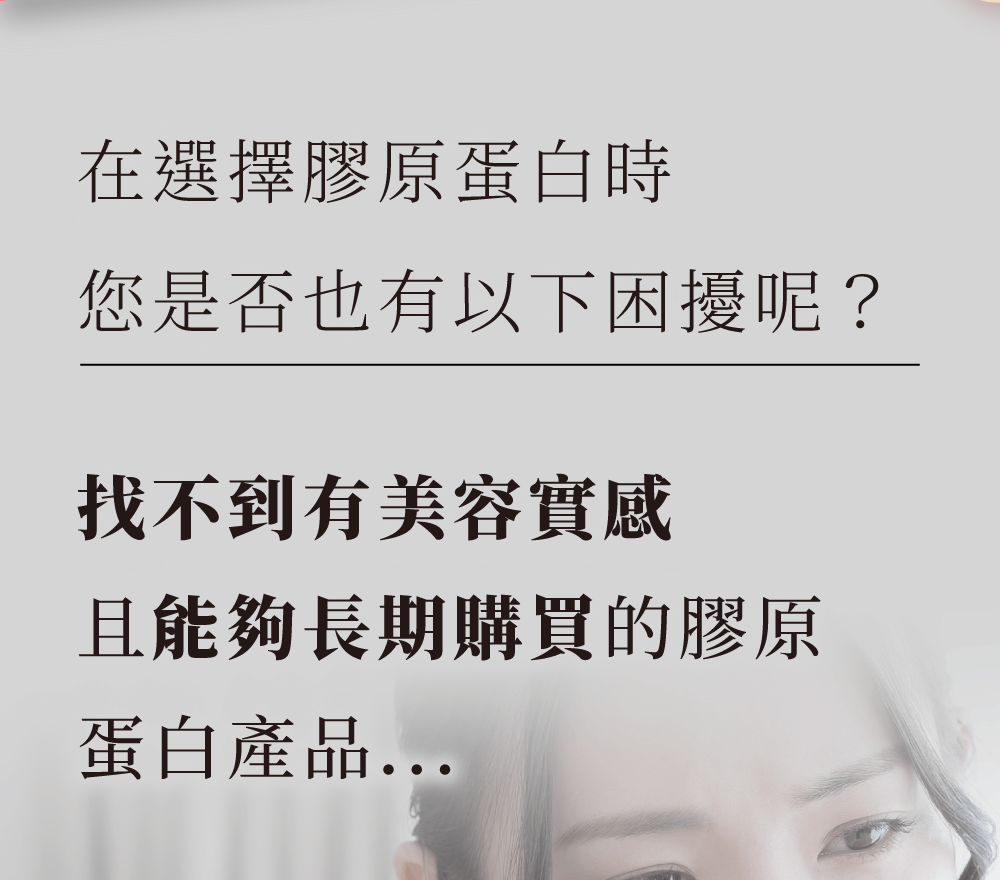 在選擇膠原蛋白時
您是否也有以下困擾呢？
找不到有美容實感
且能夠長期購買的膠原
蛋白產品...